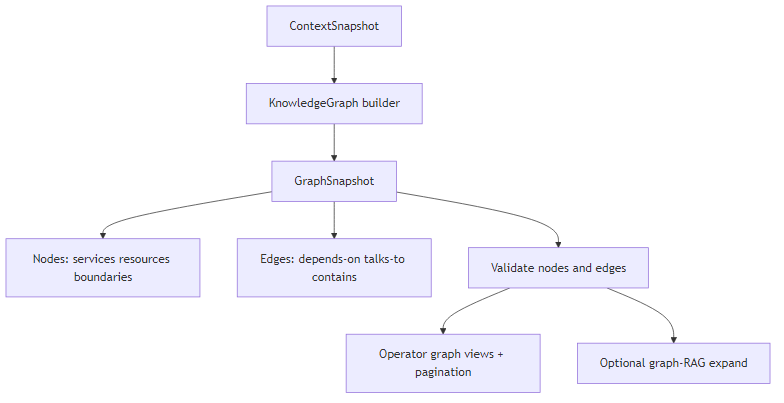 ContextSnapshot
KnowledgeGraph builder
GraphSnapshot
Nodes: services resources
boundaries
Edges: depends-on talks-to
contains
Validate nodes and edges
Operator graph views +
pagination
Optional graph-RAG expand